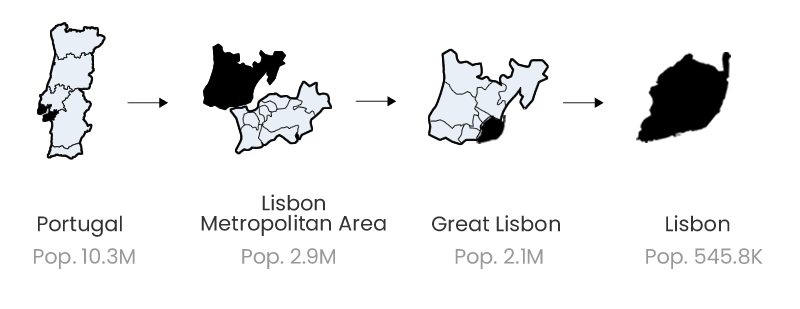 Portugal
Pop. 10.3M
Lisbon
Metropolitan Area
Pop. 2.9M
Great Lisbon
Pop. 2.1M
Lisbon
Pop. 545.8K